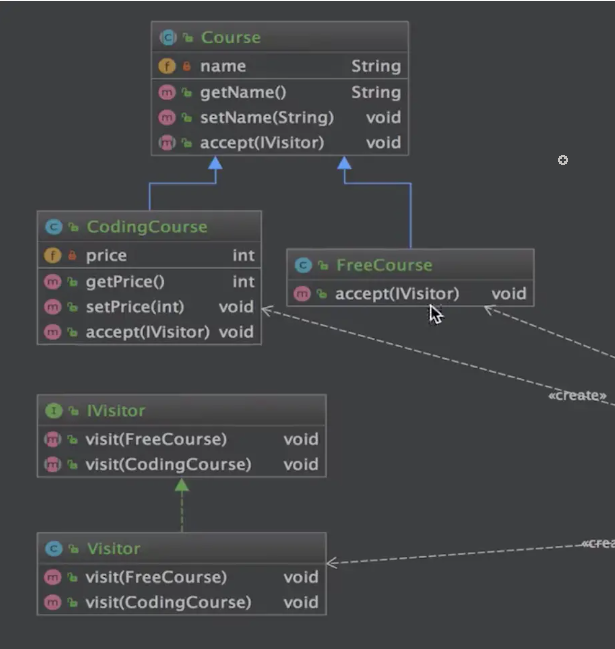 Course
name String
getName() String
setName(String) void
accept(IVisitor) void
CodingCourse
price int
getPrice() int
setPrice(int) void
accept(IVisitor) void
FreeCourse
accept(IVisitor) void
«create»
IVisitor
visit(FreeCourse) void
visit(CodingCourse) void
Visitor
visit(FreeCourse) void
visit(CodingCourse) void
«crea